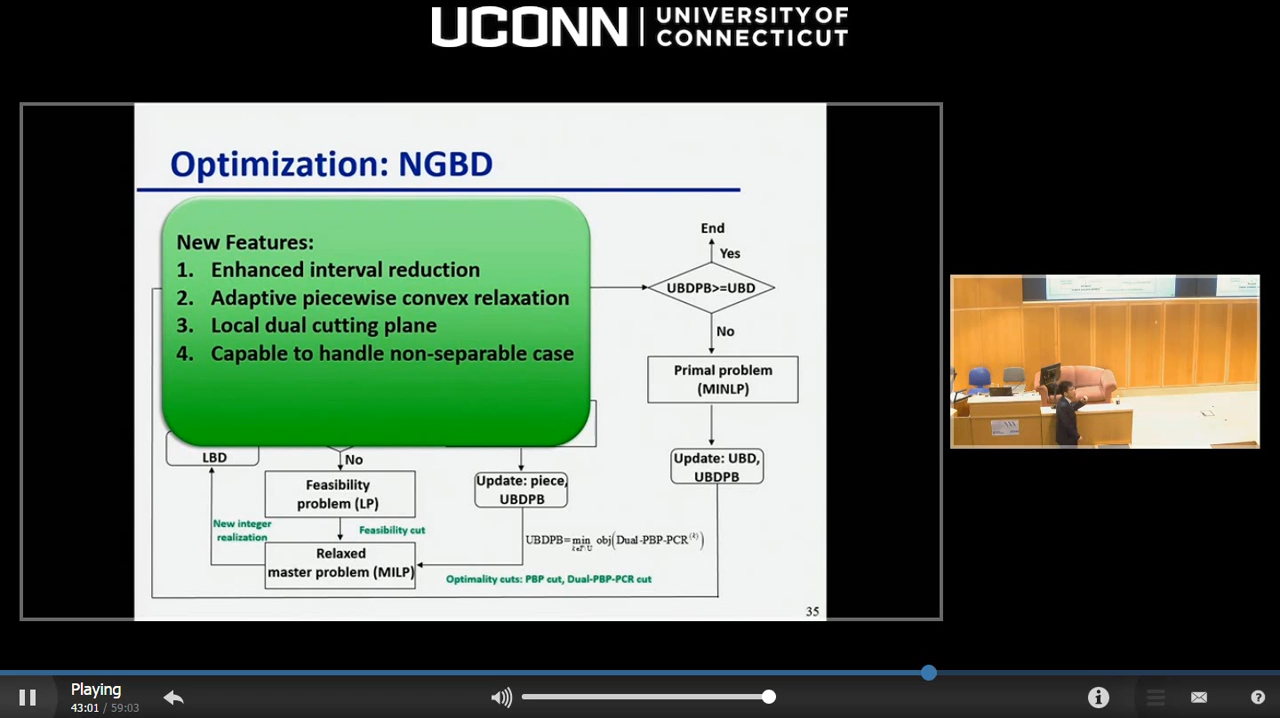 UCONN
UNIVERSITY OF
CONNECTICUT
Optimization: NGBD
New Features:
1. Enhanced interval reduction
2. Adaptive piecewise convex relaxation
3. Local dual cutting plane
4. Capable to handle non-separable case
End
Yes
UBDPB>=UBD
No
Primal problem
(MINLP)
Update: UBD,
UBDPB
LBD
No
Feasibility
problem (LP)
Update: piece,
UBDPB
New integer
realization
Feasibility cut
Relaxed
master problem (MILP)
Optimality cuts: PBP cut, Dual-PBP-PCR cut
35
Playing
43:01 / 59:03